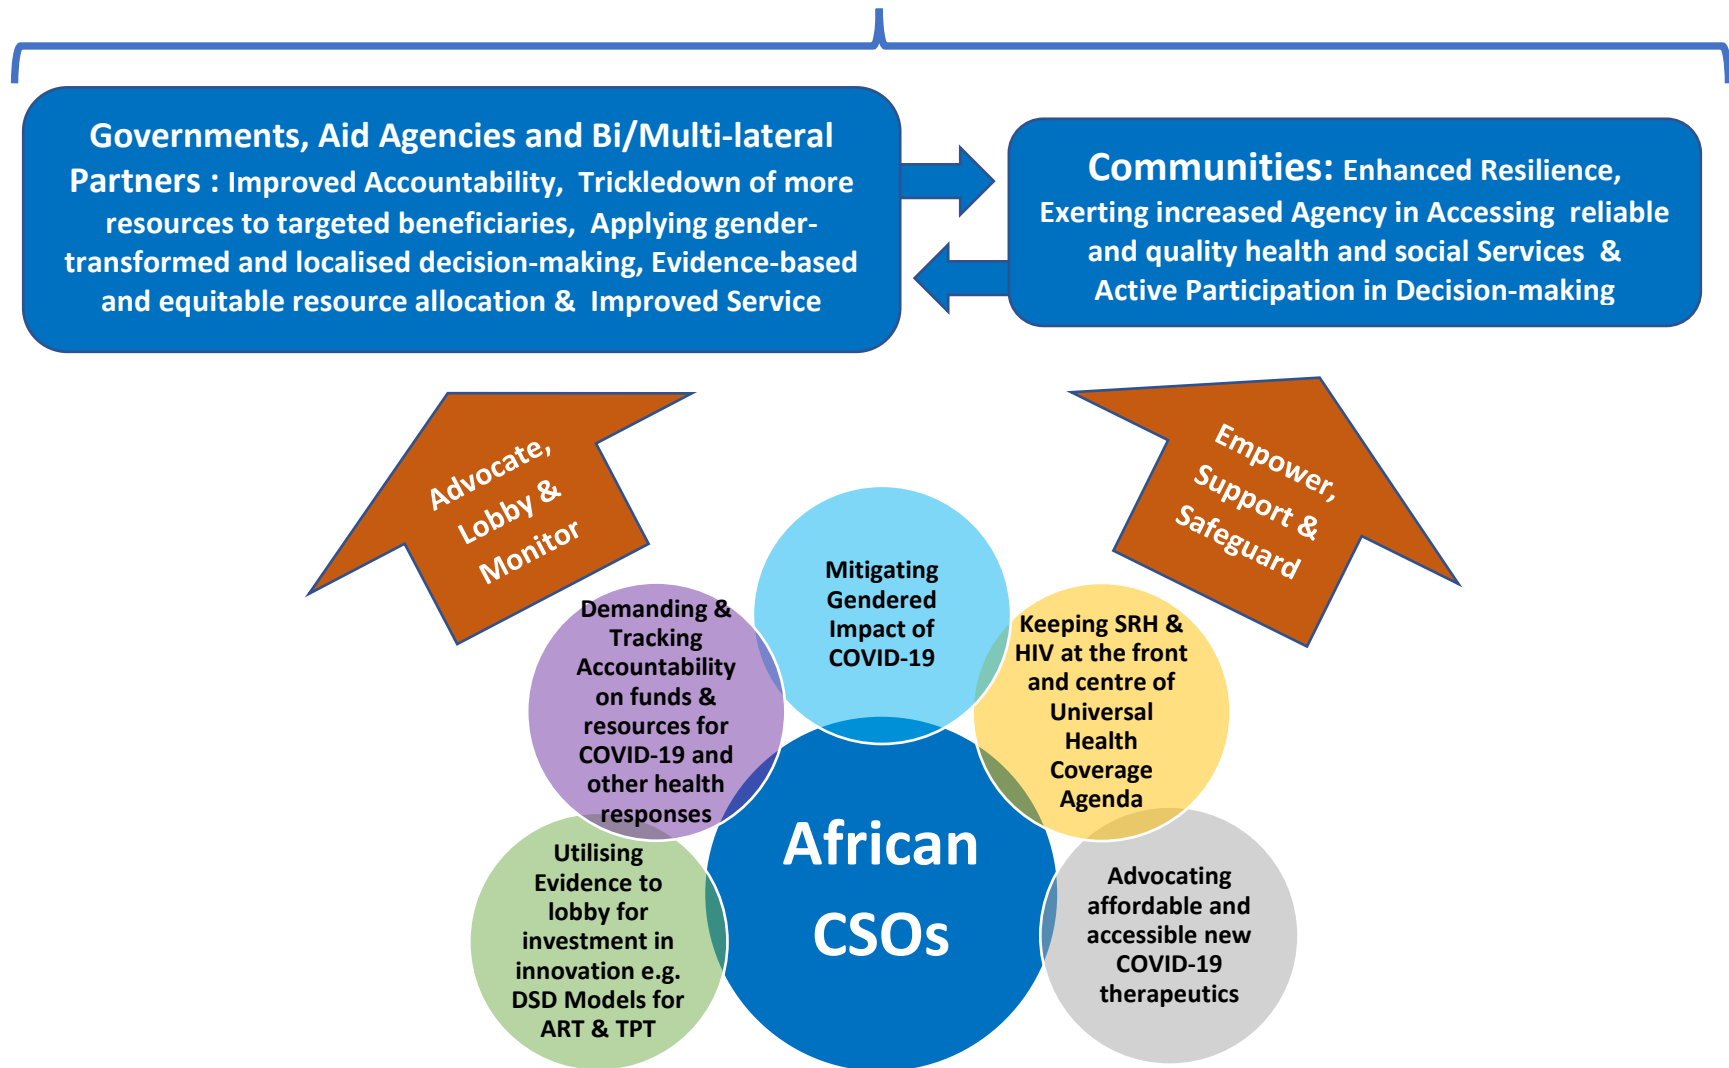 Governments, Aid Agencies and Bi/Multi-lateral
Partners : Improved Accountability, Trickledown of more
resources to targeted beneficiaries, Applying gender-
transformed and localised decision-making, Evidence-based
and equitable resource allocation & Improved Service
Communities: Enhanced Resilience,
Exerting increased Agency in Accessing reliable
and quality health and social Services &
Active Participation in Decision-making
Advocate,
Lobby &
Monitor
Empower,
Support &
Safeguard
Mitigating
Gendered
Impact of
COVID-19
Demanding &
Tracking
Accountability
on funds &
resources for
COVID-19 and
other health
responses
Keeping SRH &
HIV at the front
and centre of
Universal
Health
Coverage
Agenda
Utilising
Evidence to
lobby for
investment in
innovation e.g.
DSD Models for
ART & TPT
African
CSOs
Advocating
affordable and
accessible new
COVID-19
therapeutics